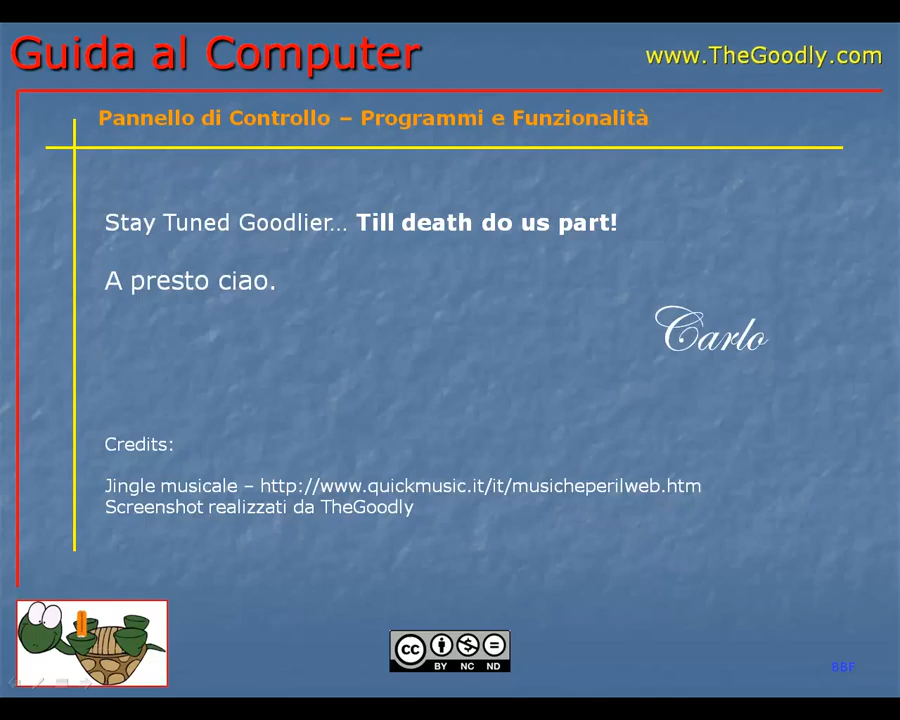 Guida al Computer
www.TheGoodly.com
Pannello di Controllo – Programmi e Funzionalità
Stay Tuned Goodlier… Till death do us part!
A presto ciao.
Carlo
Credits:
Jingle musicale – http://www.quickmusic.it/it/musicheperilweb.htm
Screenshot realizzati da TheGoodly
cc BY NC ND
BBF